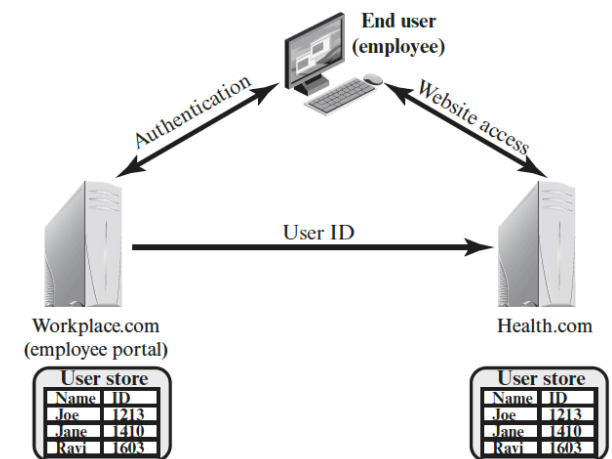 End user
(employee)
Authentication
Website access
User ID
Workplace.com
(employee portal)
Health.com
User store
Name ID
Joe 1213
Jane 1410
Ravi 1603
User store
Name ID
Joe 1213
Jane 1410
Ravi 1603